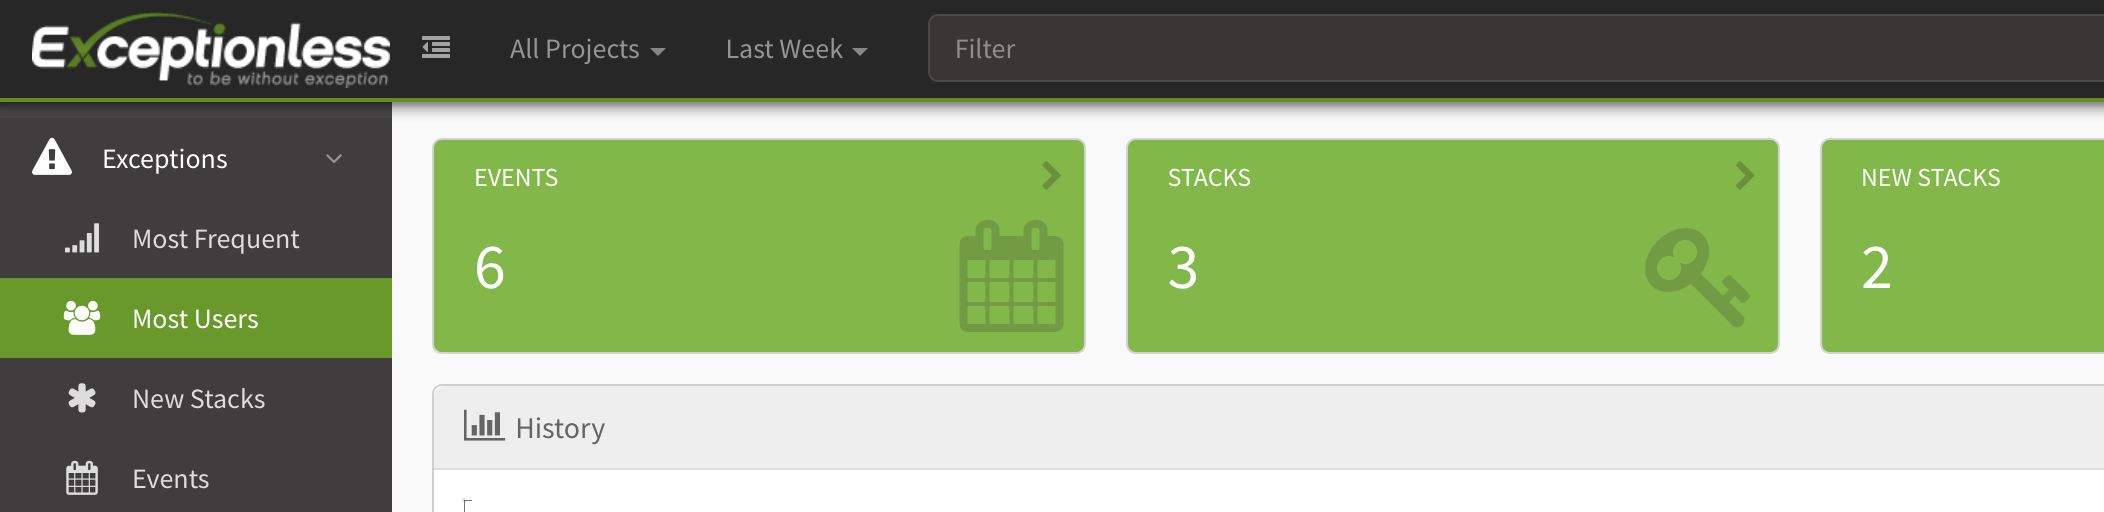 Exceptionless
to be without exception
All Projects
Last Week
Filter
Exceptions
Most Frequent
Most Users
New Stacks
Events
EVENTS
6
STACKS
3
NEW STACKS
2
History